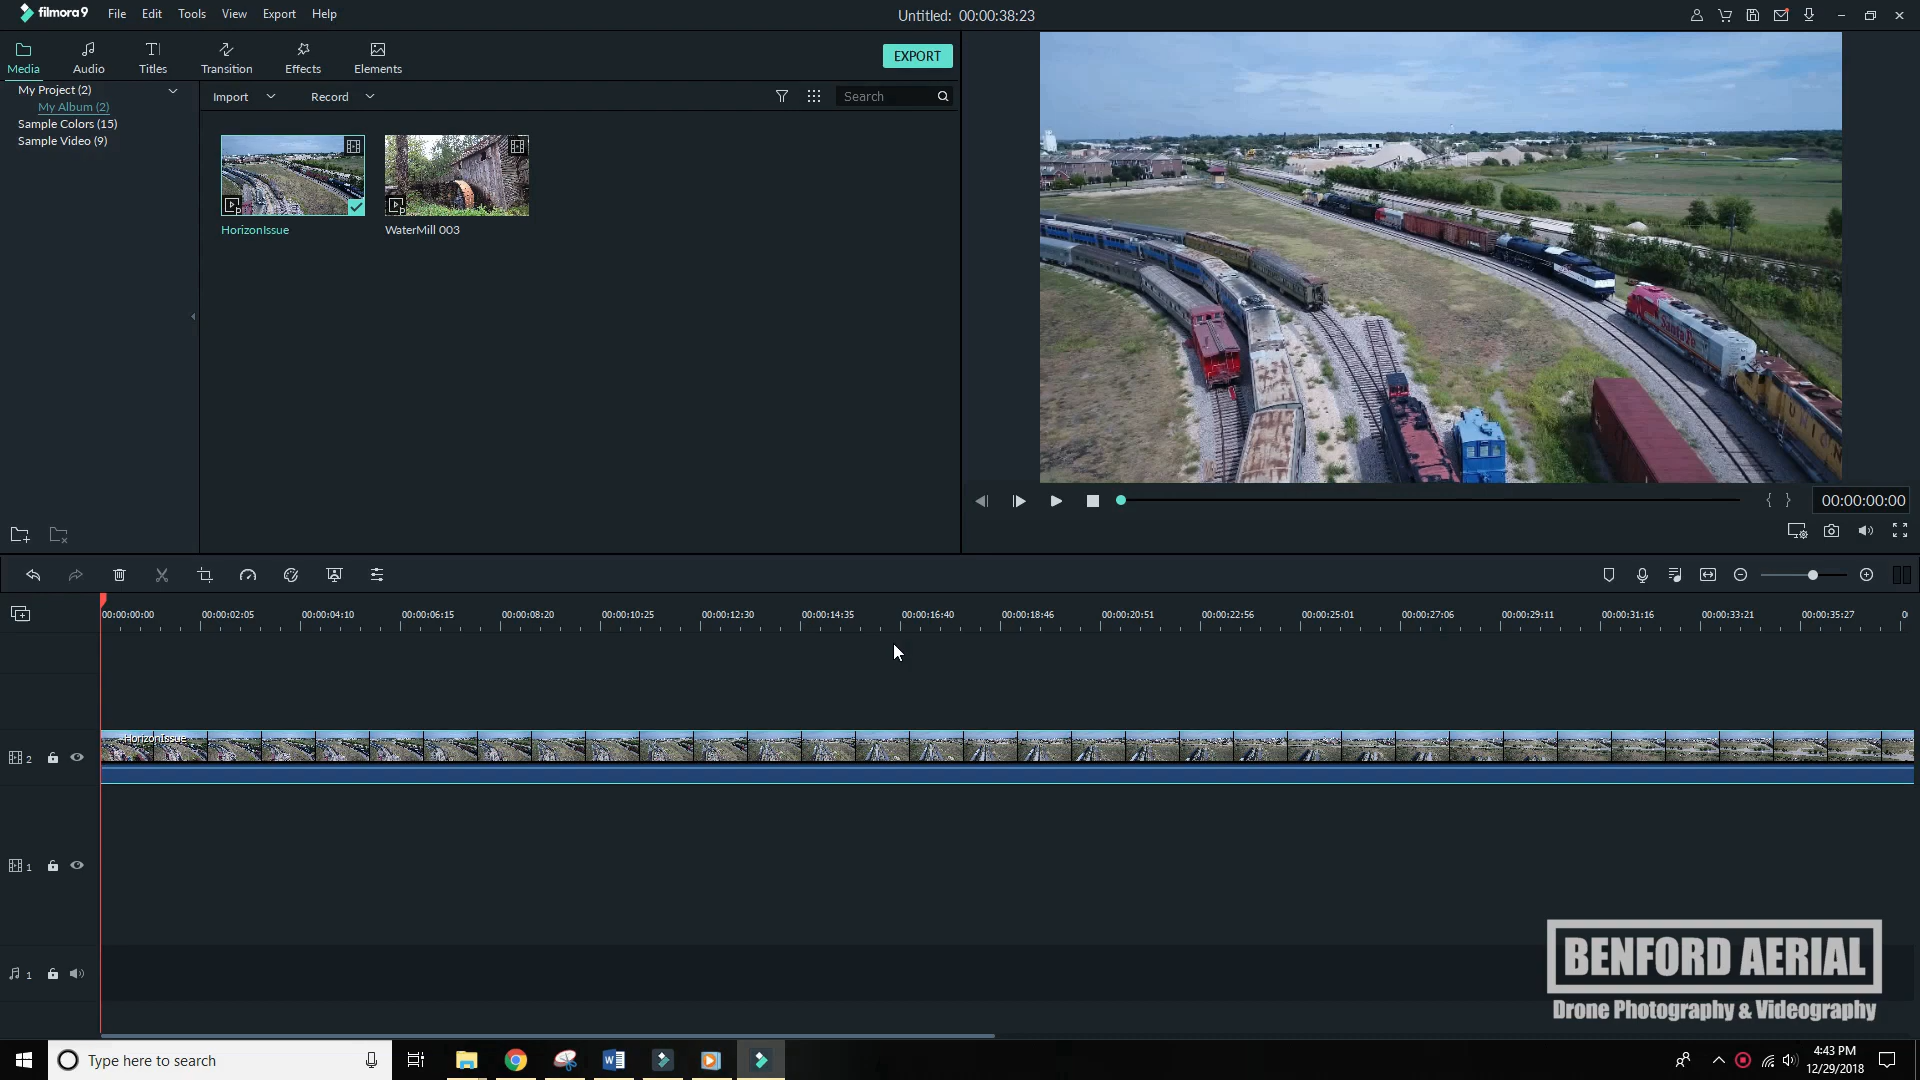 filmora9
File Edit Tools View Export Help
Untitled: 00:00:38:23
Media Audio Titles Transition Effects Elements
EXPORT
My Project (2)
My Album (2)
Sample Colors (15)
Sample Video (9)
Import Record Search
HorizonIssue WaterMill 003
Santa Fe
UNION
00:00:00:00
00:00:00:00 00:00:02:05 00:00:04:10 00:00:06:15 00:00:08:20 00:00:10:25 00:00:12:30 00:00:14:35 00:00:16:40 00:00:18:46 00:00:20:51 00:00:22:56 00:00:25:01 00:00:27:06 00:00:29:11 00:00:31:16 00:00:33:21 00:00:35:27
HorizonIssue
2
1
1
BENFORD AERIAL
Drone Photography & Videography
Type here to search
4:43 PM
12/29/2018